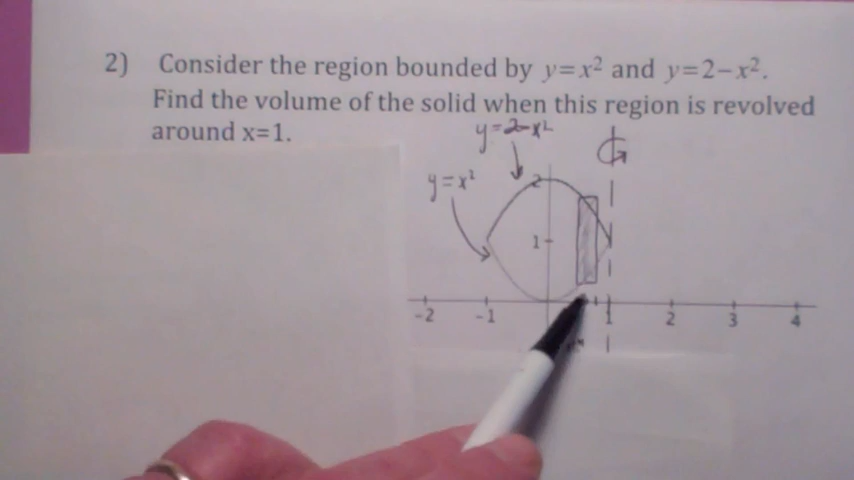 2) Consider the region bounded by y=x² and y=2-x².
Find the volume of the solid when this region is revolved
around x=1.
y=2-x²
y=x²
2
1
-2 -1 1 2 3 4